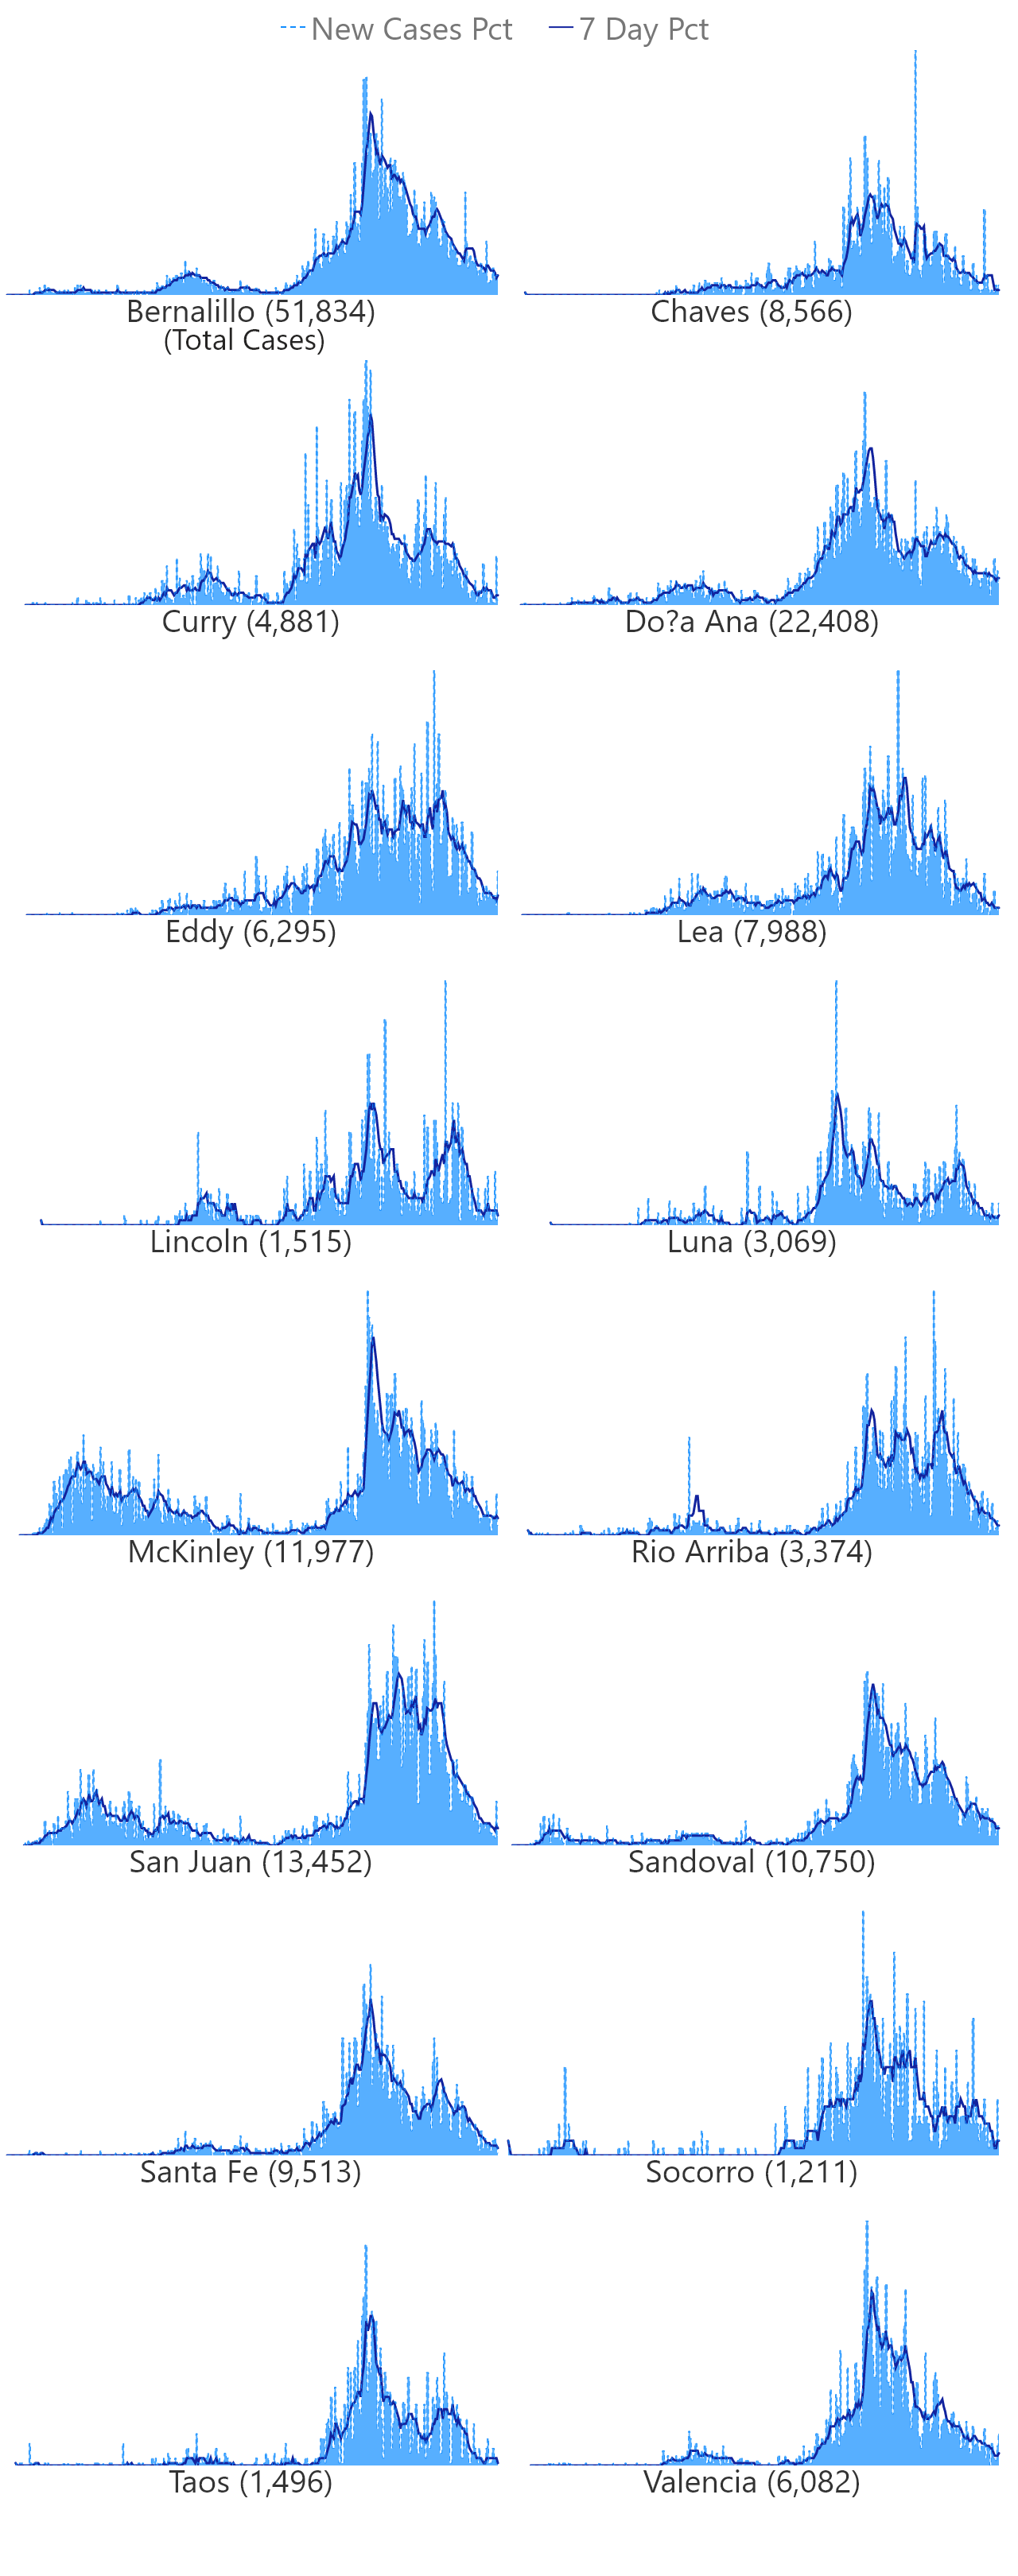 New Cases Pct 7 Day Pct
Bernalillo (51,834) Chaves (8,566)
(Total Cases)
Curry (4,881) Do?a Ana (22,408)
Eddy (6,295) Lea (7,988)
Lincoln (1,515) Luna (3,069)
McKinley (11,977) Rio Arriba (3,374)
San Juan (13,452) Sandoval (10,750)
Santa Fe (9,513) Socorro (1,211)
Taos (1,496) Valencia (6,082)